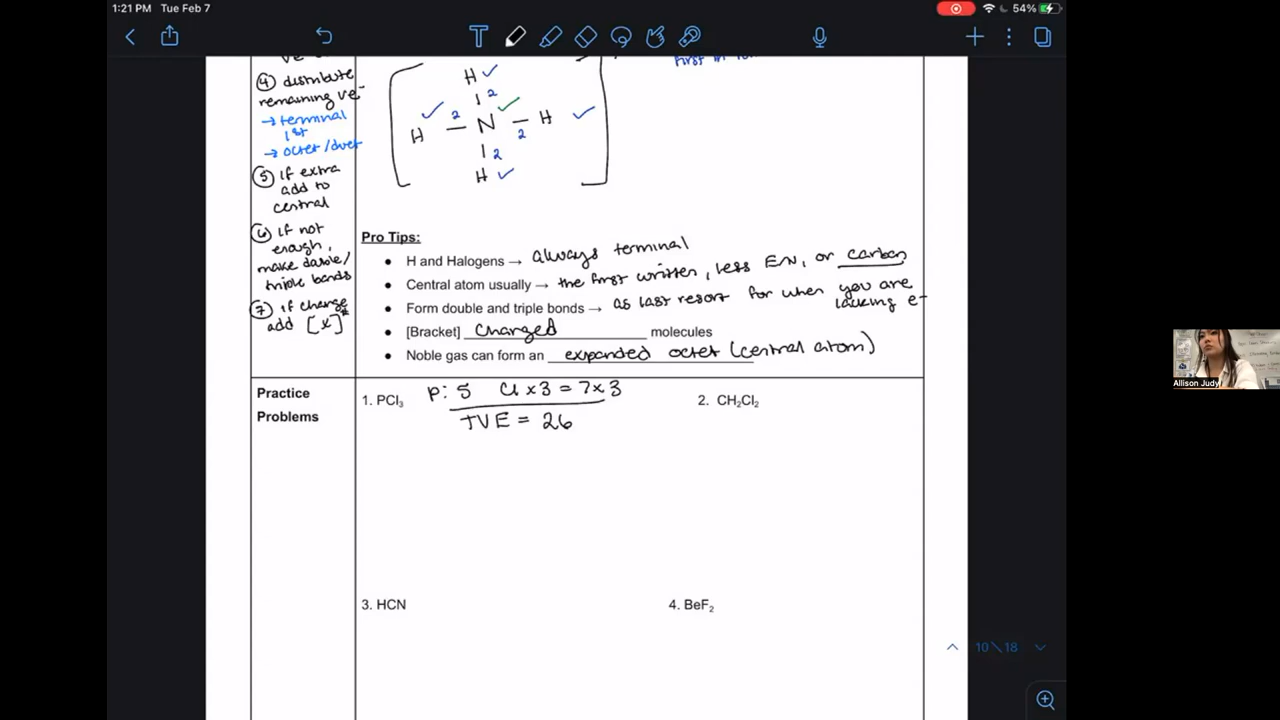 1:21 PM Tue Feb 7
54%
④ distribute
remaining ve-
→ terminal
1st
→ octet/duet
⑤ if extra
add to
central
⑥ if not
enough,
make double/
triple bonds
⑦ if charge
add [x]
H
2
H 2 N 2 H
2
H
Pro Tips:
• H and Halogens → always terminal
• Central atom usually → the first written, less EN, or carbon
• Form double and triple bonds → as last resort for when you are
lacking e-
• [Bracket] charged molecules
• Noble gas can form an expanded octet (central atom)
Practice
Problems
1. PCl₃ P: 5 Cl x 3 = 7 x 3
TVE = 26
2. CH₂Cl₂
3. HCN
4. BeF₂
10\18
Allison Judy